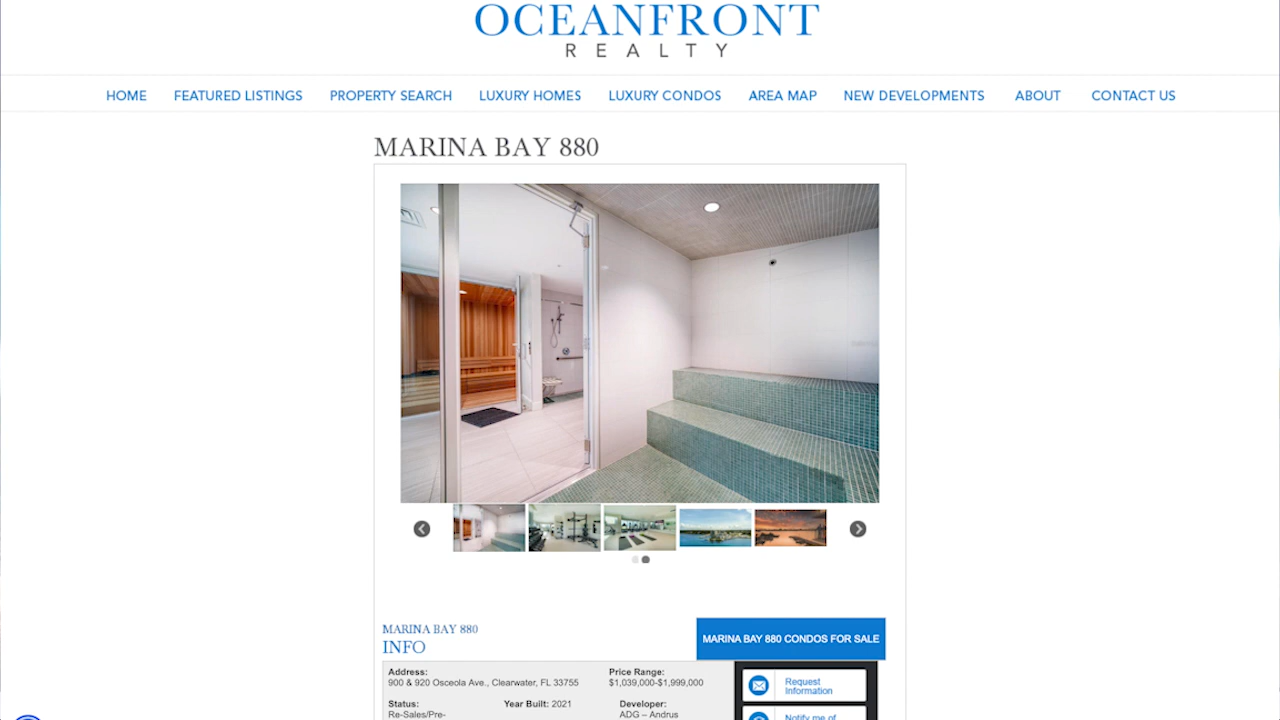 OCEANFRONT
REALTY
HOME FEATURED LISTINGS PROPERTY SEARCH LUXURY HOMES LUXURY CONDOS AREA MAP NEW DEVELOPMENTS ABOUT CONTACT US
MARINA BAY 880
MARINA BAY 880
INFO
MARINA BAY 880 CONDOS FOR SALE
Address:
900 & 920 Osceola Ave., Clearwater, FL 33755
Price Range:
$1,039,000-$1,999,000
Status:
Re-Sales/Pre-
Year Built: 2021
Developer:
ADG – Andrus
Request
Information
Notify me of